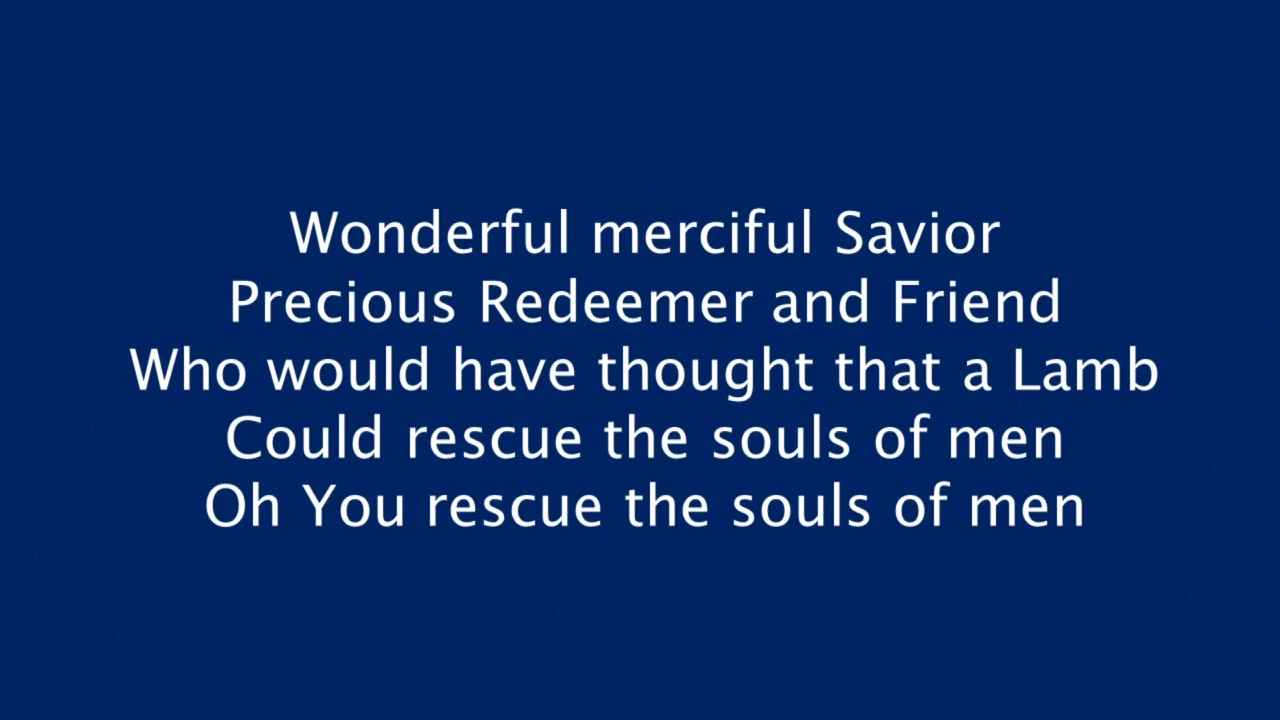 Wonderful merciful Savior
Precious Redeemer and Friend
Who would have thought that a Lamb
Could rescue the souls of men
Oh You rescue the souls of men